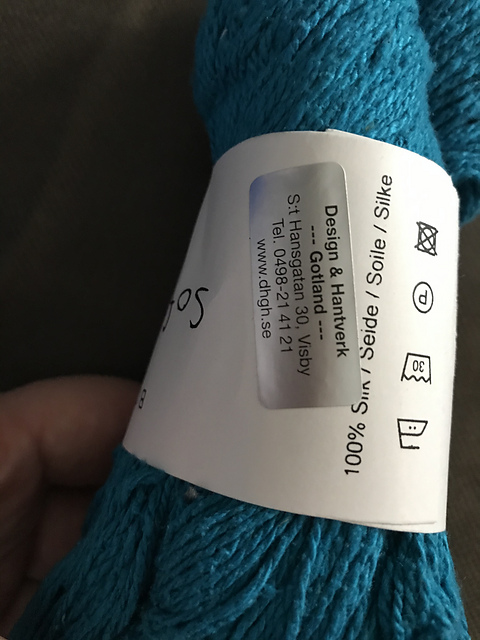 Design & Hantverk
--- Gotland ---
S:t Hansgatan 30, Visby
Tel. 0498-21 41 21
www.dhgh.se
100% Silk / Seide / Soile / Silke
P
30